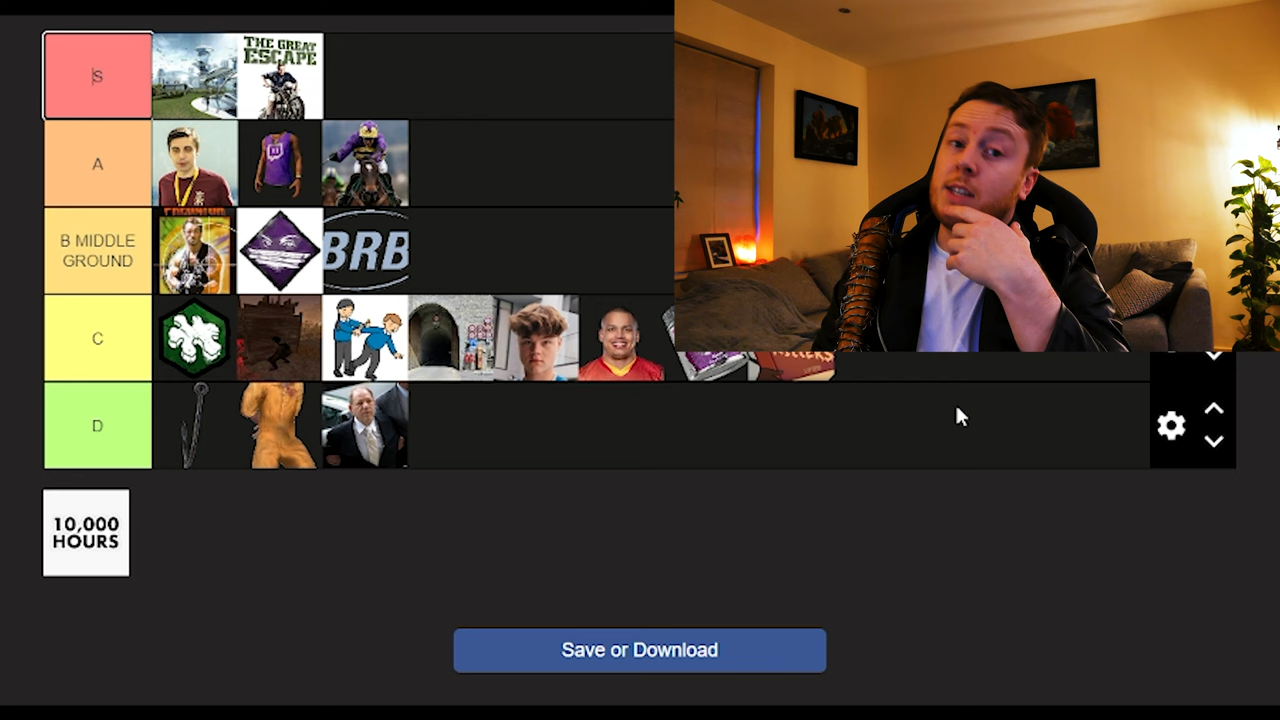 S
THE GREAT
ESCAPE
A
B MIDDLE
GROUND
BRB
C
D
10,000
HOURS
Save or Download